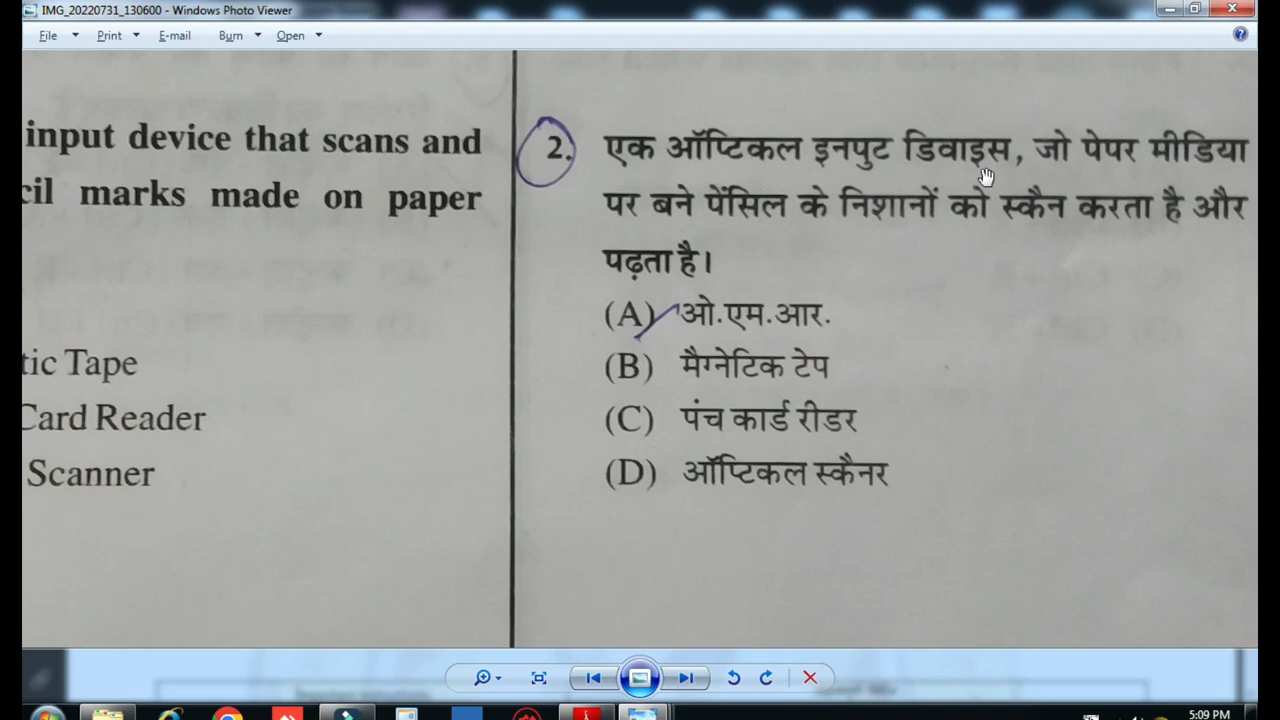 IMG_20220731_130600 - Windows Photo Viewer
File Print E-mail Burn Open
input device that scans and
marks made on paper
Tape
Card Reader
Scanner
2. एक ऑप्टिकल इनपुट डिवाइस, जो पेपर मीडिया
पर बने पेंसिल के निशानों को स्कैन करता है और
पढ़ता है।
(A) ओ.एम.आर.
(B) मैग्नेटिक टेप
(C) पंच कार्ड रीडर
(D) ऑप्टिकल स्कैनर
5:09 PM